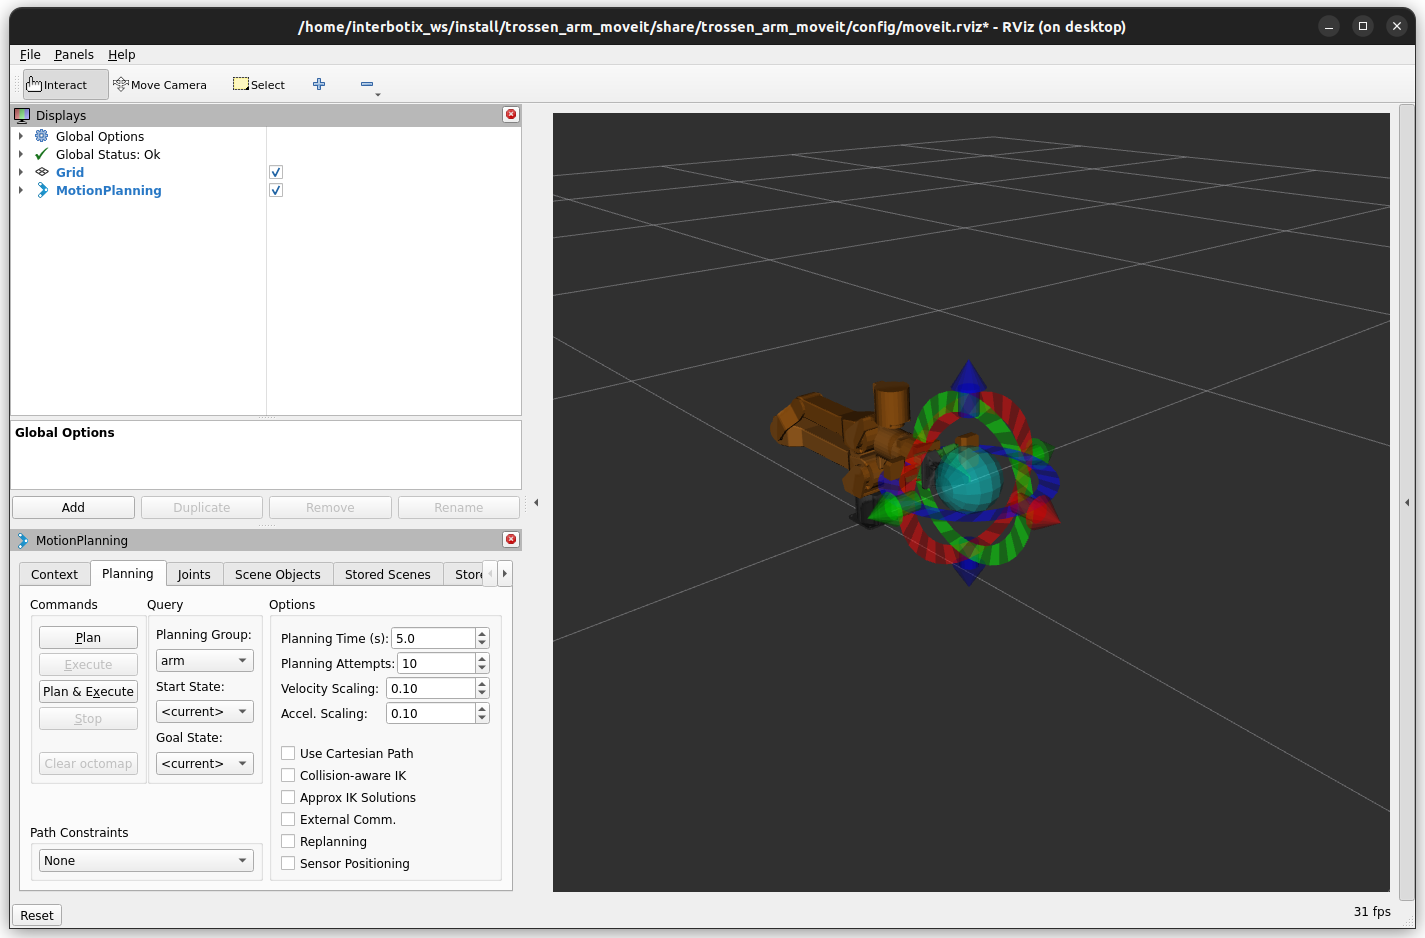 /home/interbotix_ws/install/trossen_arm_moveit/share/trossen_arm_moveit/config/moveit.rviz* - RViz (on desktop)
File Panels Help
Interact Move Camera Select
Displays
Global Options
Global Status: Ok
Grid
MotionPlanning
Global Options
Add Duplicate Remove Rename
MotionPlanning
Context Planning Joints Scene Objects Stored Scenes Store
Commands Query Options
Plan
Execute
Plan & Execute
Stop
Clear octomap
Planning Group:
arm
Start State:
<current>
Goal State:
<current>
Planning Time (s): 5.0
Planning Attempts: 10
Velocity Scaling: 0.10
Accel. Scaling: 0.10
Use Cartesian Path
Collision-aware IK
Approx IK Solutions
External Comm.
Replanning
Sensor Positioning
Path Constraints
None
Reset
31 fps